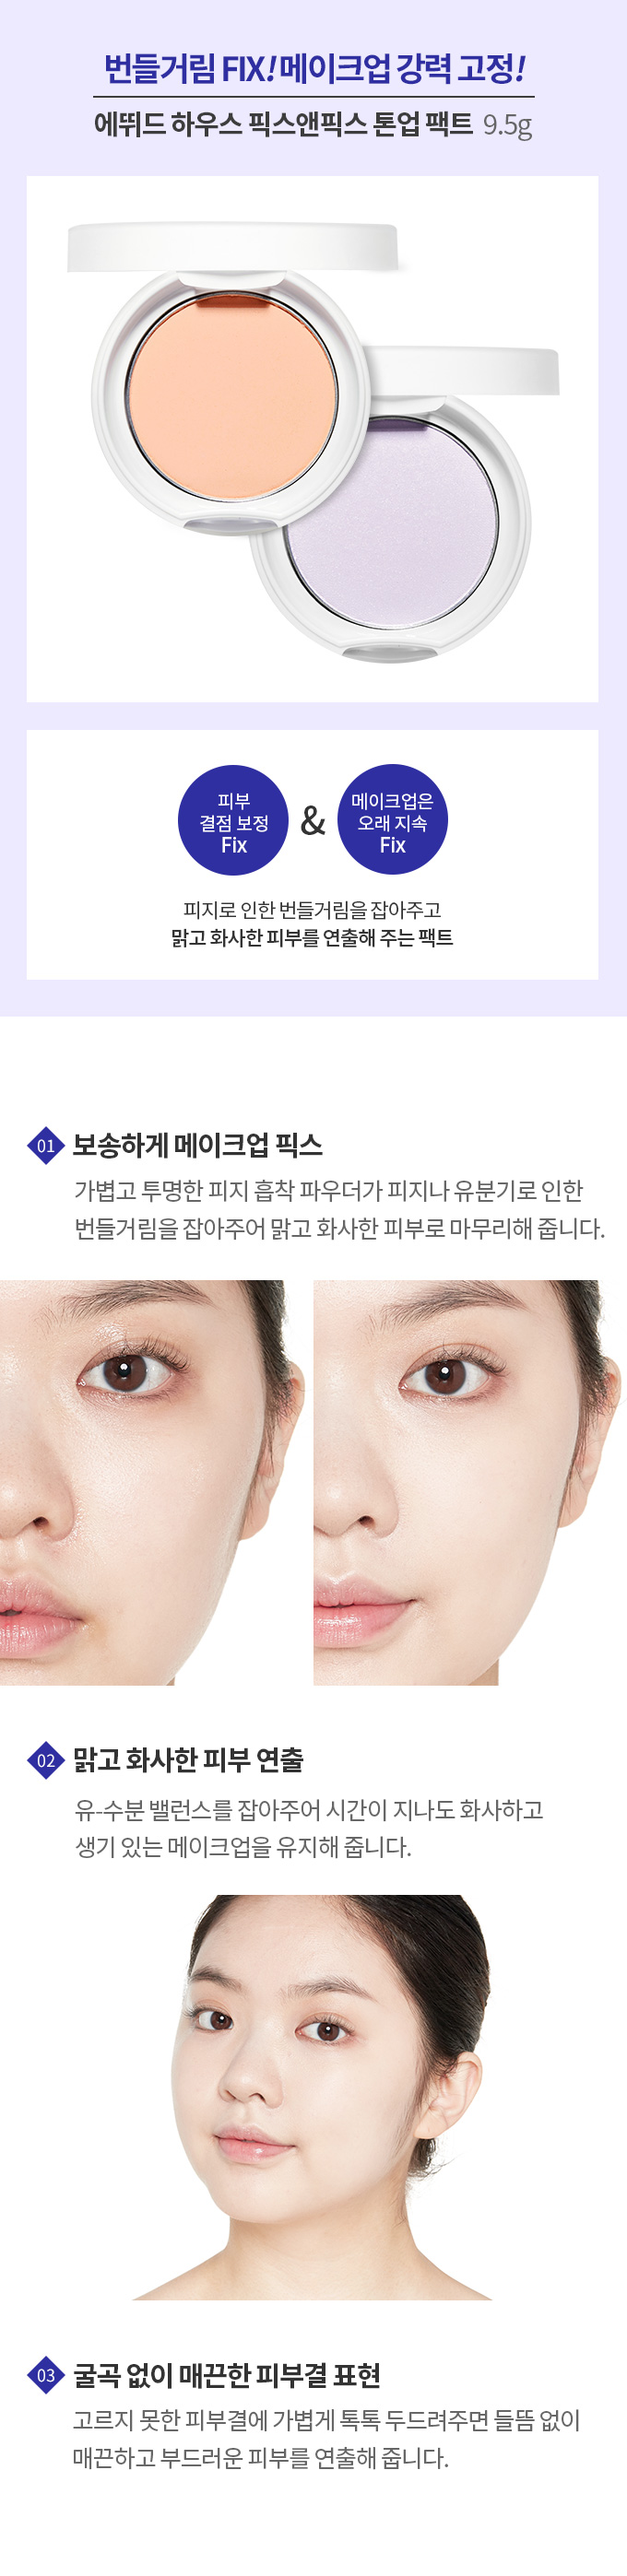 번들거림 FIX! 메이크업 강력 고정!
에뛰드 하우스 픽스앤픽스 톤업 팩트 9.5g
피부
결점 보정
Fix
&
메이크업은
오래 지속
Fix
피지로 인한 번들거림을 잡아주고
맑고 화사한 피부를 연출해 주는 팩트
01 보송하게 메이크업 픽스
가볍고 투명한 피지 흡착 파우더가 피지나 유분기로 인한
번들거림을 잡아주어 맑고 화사한 피부로 마무리해 줍니다.
02 맑고 화사한 피부 연출
유-수분 밸런스를 잡아주어 시간이 지나도 화사하고
생기 있는 메이크업을 유지해 줍니다.
03 굴곡 없이 매끈한 피부결 표현
고르지 못한 피부결에 가볍게 톡톡 두드려주면 들뜸 없이
매끈하고 부드러운 피부를 연출해 줍니다.